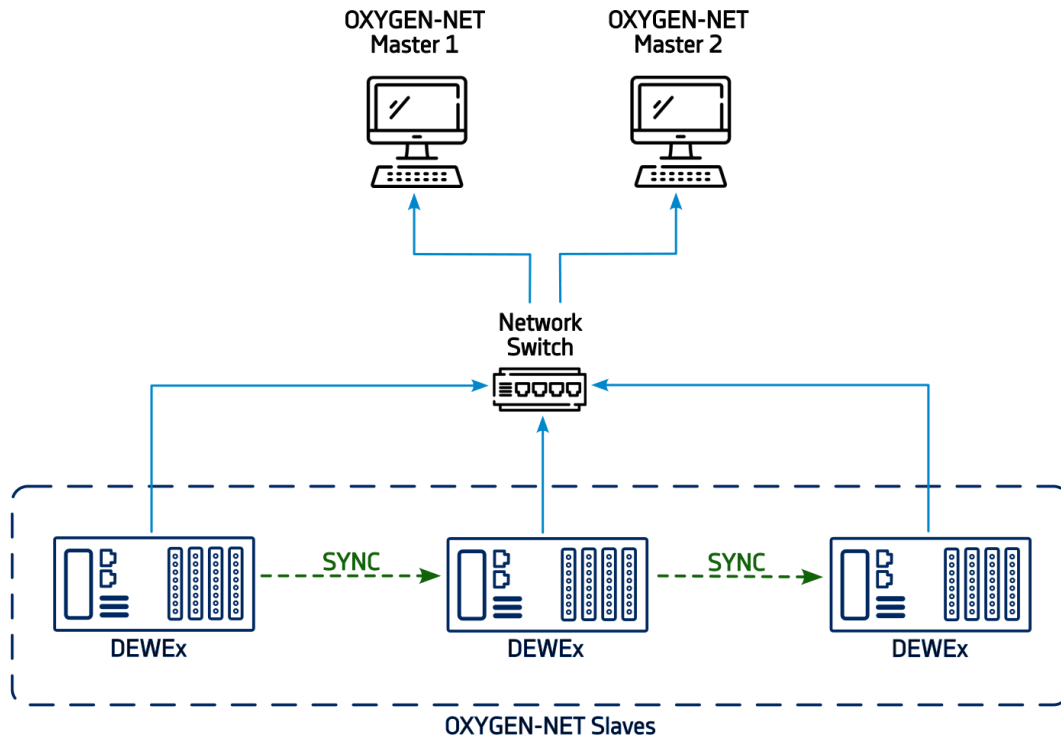 OXYGEN-NET
Master 1
OXYGEN-NET
Master 2
Network
Switch
SYNC
SYNC
DEWEx
DEWEx
DEWEx
OXYGEN-NET Slaves